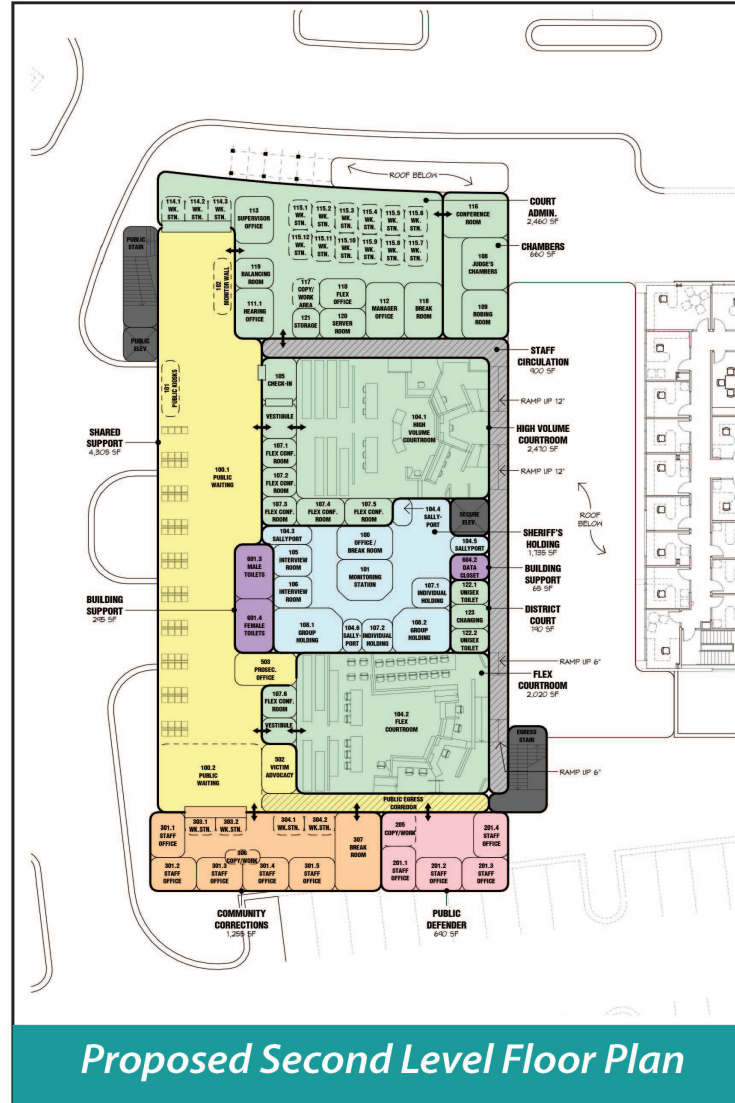 ROOF BELOW
114.1
WK.
STN.
114.2
WK.
STN.
114.3
WK.
STN.
113
SUPERVISOR
OFFICE
115.1
WK.
STN.
115.2
WK.
STN.
115.3
WK.
STN.
115.4
WK.
STN.
115.5
WK.
STN.
115.6
WK.
STN.
116
CONFERENCE
ROOM
COURT
ADMIN.
2,460 SF
PUBLIC
STAIR
115.12
WK.
STN.
115.11
WK.
STN.
115.10
WK.
STN.
115.9
WK.
STN.
115.8
WK.
STN.
115.7
WK.
STN.
CHAMBERS
660 SF
108
JUDGE'S
CHAMBERS
102
MONITOR WALL
119
BALANCING
ROOM
117
COPY/
WORK
AREA
110
FLEX
OFFICE
111.1
HEARING
OFFICE
112
MANAGER
OFFICE
118
BREAK
ROOM
109
ROBING
ROOM
121
STORAGE
120
SERVER
ROOM
PUBLIC
ELEV.
STAFF
CIRCULATION
900 SF
101
PUBLIC KIOSKS
105
CHECK-IN
RAMP UP 12"
VESTIBULE
104.1
HIGH
VOLUME
COURTROOM
SHARED
SUPPORT
4,305 SF
HIGH VOLUME
COURTROOM
2,470 SF
107.1
FLEX CONF.
ROOM
RAMP UP 12"
100.1
PUBLIC
WAITING
107.2
FLEX CONF.
ROOM
107.3
FLEX CONF.
ROOM
107.4
FLEX CONF.
ROOM
107.5
FLEX CONF.
ROOM
104.4
SALLY-
PORT
SECURE
ELEV.
ROOF
BELOW
104.3
SALLYPORT
100
OFFICE /
BREAK ROOM
SHERIFF'S
HOLDING
1,735 SF
104.5
SALLYPORT
601.3
MALE
TOILETS
105
INTERVIEW
ROOM
604.2
DATA
CLOSET
BUILDING
SUPPORT
65 SF
101
MONITORING
STATION
106
INTERVIEW
ROOM
107.1
INDIVIDUAL
HOLDING
122.1
UNISEX
TOILET
BUILDING
SUPPORT
295 SF
601.4
FEMALE
TOILETS
123
CHANGING
DISTRICT
COURT
190 SF
108.1
GROUP
HOLDING
104.6
SALLY-
PORT
107.2
INDIVIDUAL
HOLDING
100.2
GROUP
HOLDING
122.2
UNISEX
TOILET
503
PROSEC.
OFFICE
RAMP UP 6"
FLEX
COURTROOM
2,020 SF
107.6
FLEX CONF.
ROOM
104.2
FLEX
COURTROOM
VESTIBULE
EGRESS
STAIR
100.2
PUBLIC
WAITING
502
VICTIM
ADVOCACY
RAMP UP 6"
PUBLIC EGRESS
CORRIDOR
301.1
STAFF
OFFICE
303.1
WK.STN.
303.2
WK.STN.
304.1
WK.STN.
304.2
WK.STN.
307
BREAK
ROOM
205
COPY/WORK
201.4
STAFF
OFFICE
306
COPY/WORK
301.2
STAFF
OFFICE
301.3
STAFF
OFFICE
301.4
STAFF
OFFICE
301.5
STAFF
OFFICE
201.1
STAFF
OFFICE
201.2
STAFF
OFFICE
201.3
STAFF
OFFICE
COMMUNITY
CORRECTIONS
1,255 SF
PUBLIC
DEFENDER
690 SF
Proposed Second Level Floor Plan